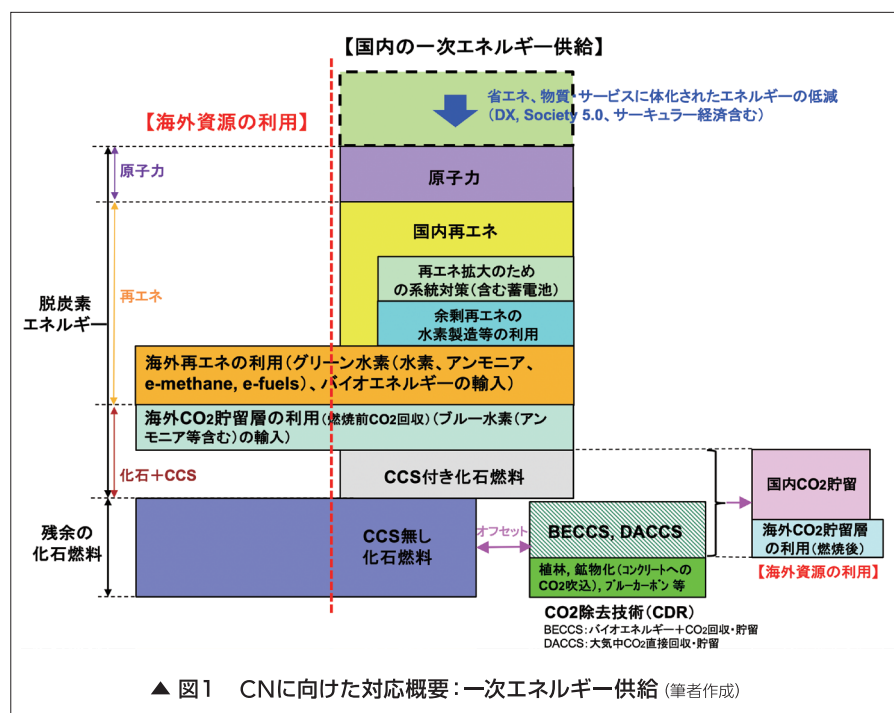 【国内の一次エネルギー供給】
省エネ、物質・サービスに体化されたエネルギーの低減
（DX, Society 5.0、サーキュラー経済含む）
【海外資源の利用】
原子力
原子力
国内再エネ
再エネ拡大のため
の系統対策（含む蓄電池）
再エネ
脱炭素
エネルギー
余剰再エネの
水素製造等の利用
海外再エネの利用（グリーン水素（水素、アンモニア、
e-methane, e-fuels）、バイオエネルギーの輸入）
海外CO2貯留層の利用（燃焼前CO2回収）（ブルー水素（アン
モニア等含む）の輸入）
化石＋CCS
CCS付き化石燃料
国内CO2貯留
残余の
化石燃料
CCS無し
化石燃料
オフセット
BECCS, DACCS
海外CO2貯留層
の利用（燃焼後）
植林, 鉱物化（コンクリートへの
CO2吹込）, ブルーカーボン 等
【海外資源の利用】
CO2除去技術（CDR）
BECCS：バイオエネルギー＋CO2回収・貯留
DACCS：大気中CO2直接回収・貯留
▲ 図1 CNに向けた対応概要：一次エネルギー供給（筆者作成）